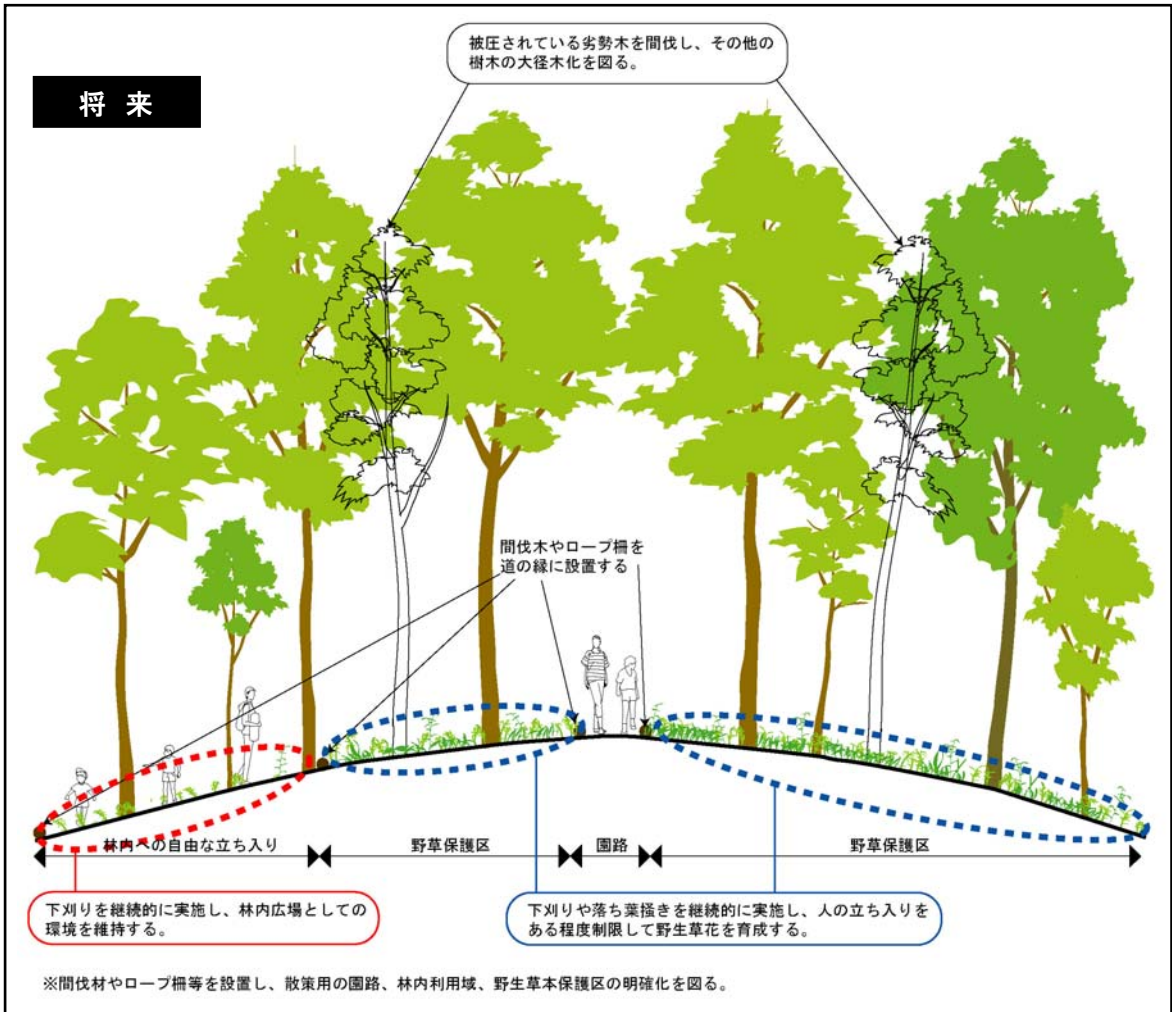 将来
被圧されている劣勢木を間伐し、その他の
樹木の大径木化を図る。
間伐木やロープ柵を
道の縁に設置する
林内への自由な立ち入り
野草保護区
園路
野草保護区
下刈りを継続的に実施し、林内広場としての
環境を維持する。
下刈りや落ち葉掻きを継続的に実施し、人の立ち入りを
ある程度制限して野生草花を育成する。
※間伐材やロープ柵等を設置し、散策用の園路、林内利用域、野生草本保護区の明確化を図る。